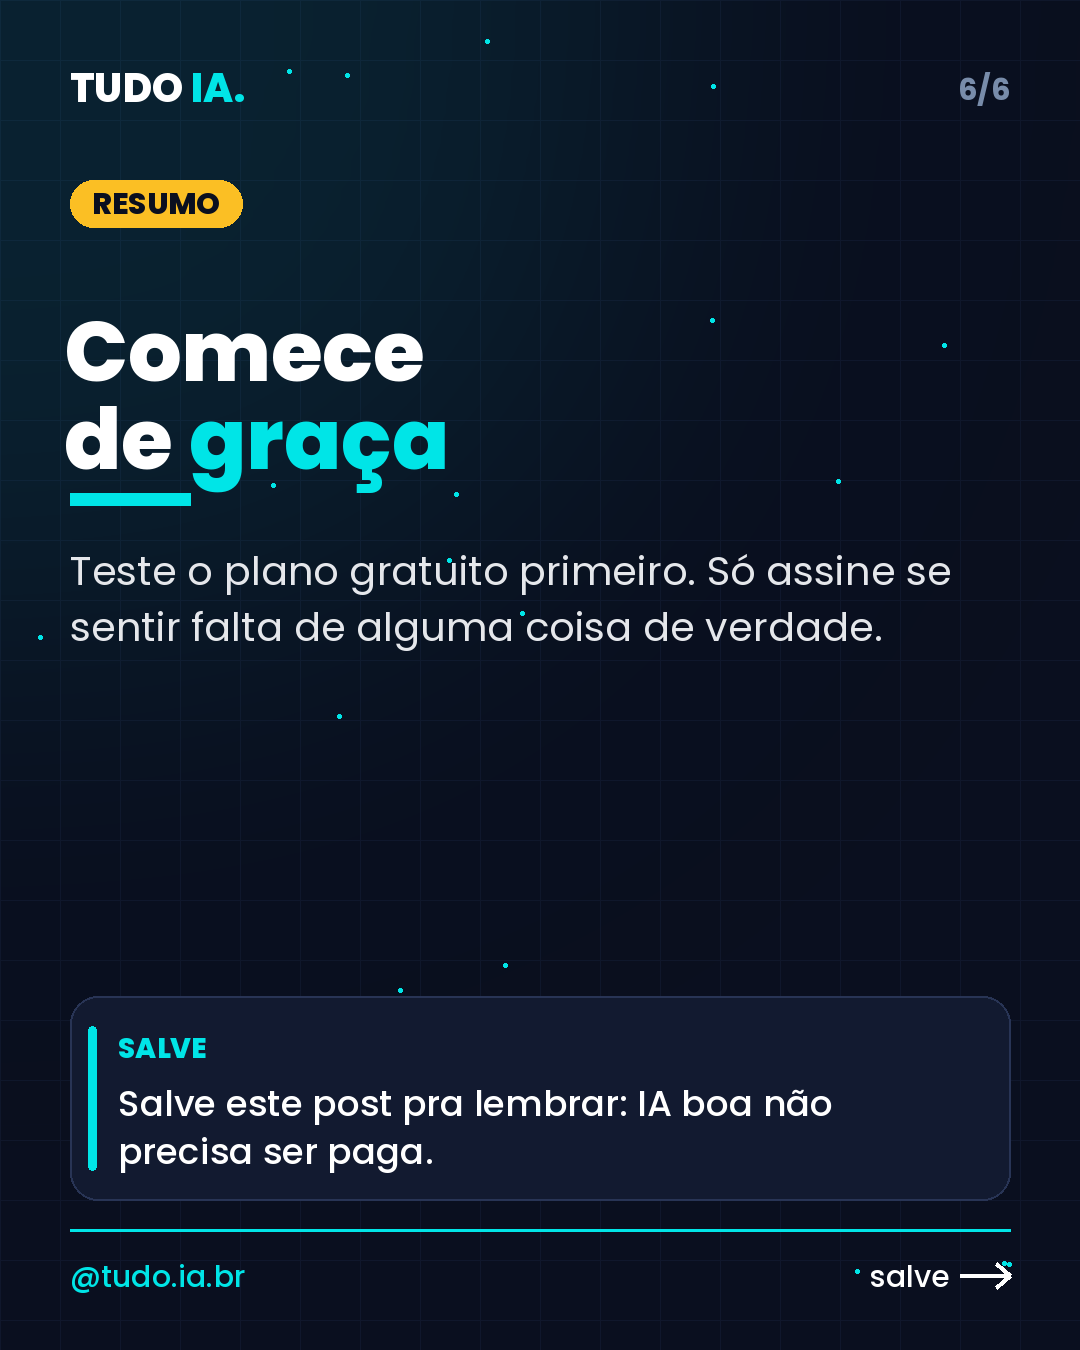 TUDO IA.
6/6
RESUMO
Comece
de graça
Teste o plano gratuito primeiro. Só assine se
sentir falta de alguma coisa de verdade.
SALVE
Salve este post pra lembrar: IA boa não
precisa ser paga.
@tudo.ia.br
salve